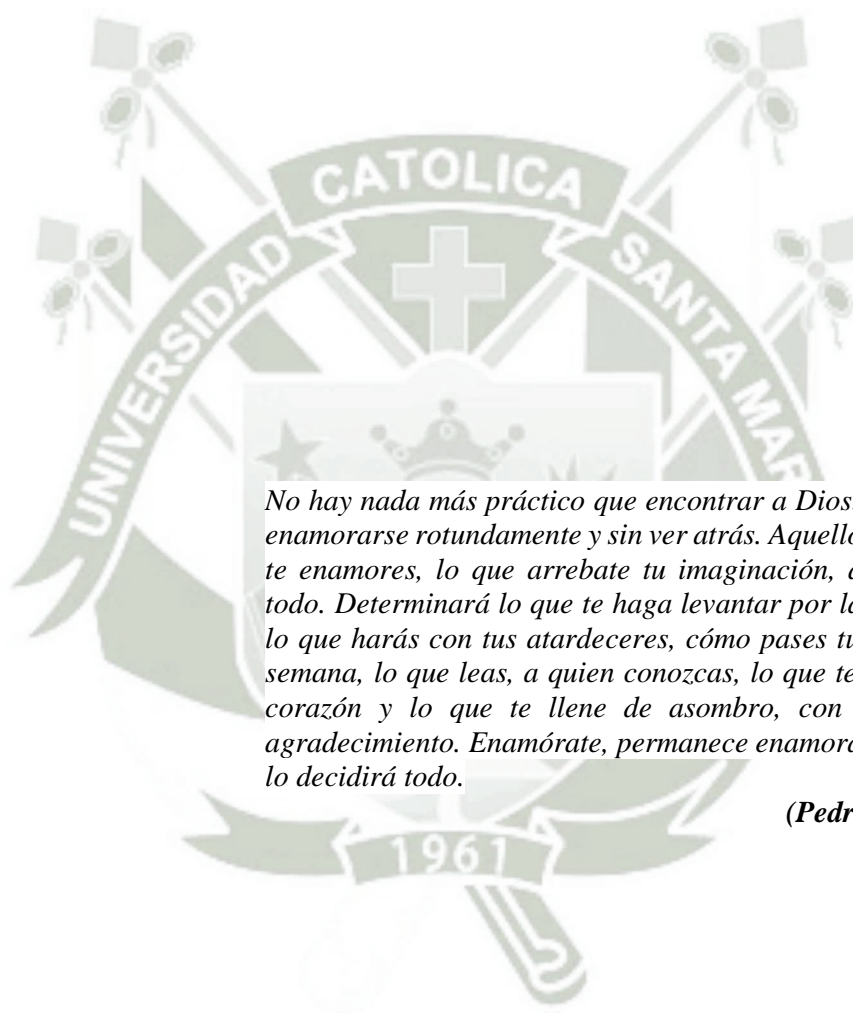 CATOLICA
UNIVERSIDAD
SANTA MAR
No hay nada más práctico que encontrar a Dios.
enamorarse rotundamente y sin ver atrás. Aquello
te enamores, lo que arrebate tu imaginación,
todo. Determinará lo que te haga levantar por
lo que harás con tus atardeceres, cómo pases
semana, lo que leas, a quien conozcas, lo que te
corazón y lo que te llene de asombro, con
agradecimiento. Enamórate, permanece
lo decidirá todo.
(Pedr
1961